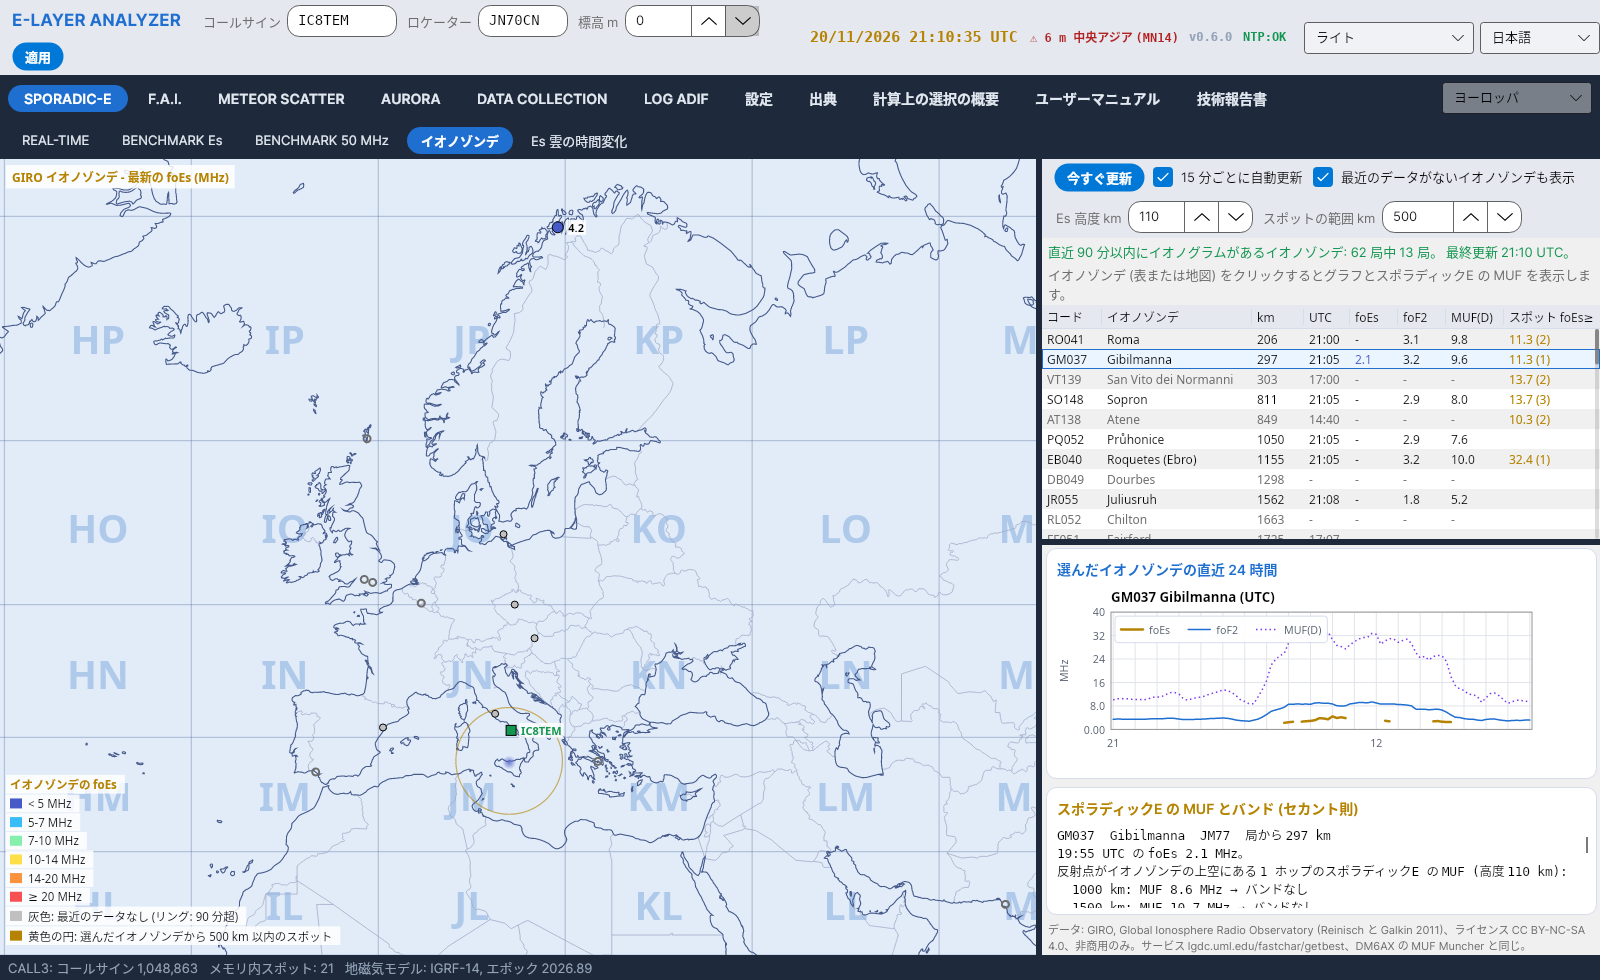 E-LAYER ANALYZER コールサイン IC8TEM ロケーター JN70CN 標高 m 0
適用
20/11/2026 21:10:35 UTC ⚠ 6 m 中央アジア (MN14) v0.6.0 NTP:OK ライト 日本語
SPORADIC-E F.A.I. METEOR SCATTER AURORA DATA COLLECTION LOG ADIF 設定 出典 計算上の選択の概要 ユーザーマニュアル 技術報告書 ヨーロッパ
REAL-TIME BENCHMARK Es BENCHMARK 50 MHz イオノゾンデ Es 雲の時間変化
GIRO イオノゾンデ - 最新の foEs (MHz)
4.2
HP IP JP KP LP M
HO IO JO KO LO M
HN IN JN KN LN M
IC8TEM
HM IM JM KM LM M
HL IL JL KL LL M
イオノゾンデの foEs
< 5 MHz
5-7 MHz
7-10 MHz
10-14 MHz
14-20 MHz
≥ 20 MHz
灰色: 最近のデータなし (リング: 90 分超)
黄色の円: 選んだイオノゾンデから 500 km 以内のスポット
今すぐ更新 15 分ごとに自動更新 最近のデータがないイオノゾンデも表示
Es 高度 km 110 スポットの範囲 km 500
直近 90 分以内にイオノグラムがあるイオノゾンデ: 62 局中 13 局。 最終更新 21:10 UTC。
イオノゾンデ (表または地図) をクリックするとグラフとスポラディックE の MUF を表示しま
す。
コード イオノゾンデ km UTC foEs foF2 MUF(D) スポット foEs≥
RO041 Roma 206 21:00 - 3.1 9.8 11.3 (2)
GM037 Gibilmanna 297 21:05 2.1 3.2 9.6 11.3 (1)
VT139 San Vito dei Normanni 303 17:00 - - - 13.7 (2)
SO148 Sopron 811 21:05 - 2.9 8.0 13.7 (3)
AT138 Atene 849 14:40 - - - 10.3 (2)
PQ052 Průhonice 1050 21:05 - 2.9 7.6
EB040 Roquetes (Ebro) 1155 21:05 - 3.2 10.0 32.4 (1)
DB049 Dourbes 1298 - - - -
JR055 Juliusruh 1562 21:08 - 1.8 5.2
RL052 Chilton 1663 - - - -
FF051 Fairford 1725 17:07
選んだイオノゾンデの直近 24 時間
GM037 Gibilmanna (UTC)
foEs foF2 MUF(D)
MHz
40
32
24
16
8.0
0.00
21 12
スポラディックE の MUF とバンド (セカント則)
GM037 Gibilmanna JM77 局から 297 km
19:55 UTC の foEs 2.1 MHz。
反射点がイオノゾンデの上空にある 1 ホップのスポラディックE の MUF (高度 110 km):
1000 km: MUF 8.6 MHz → バンドなし
1500 km: MUF 10.7 MHz → バンドなし
データ: GIRO, Global Ionosphere Radio Observatory (Reinisch と Galkin 2011)、ライセンス CC BY-NC-SA
4.0、非商用のみ。サービス lgdc.uml.edu/fastchar/getbest、DM6AX の MUF Muncher と同じ。
CALL3: コールサイン 1,048,863 メモリ内スポット: 21 地磁気モデル: IGRF-14, エポック 2026.89